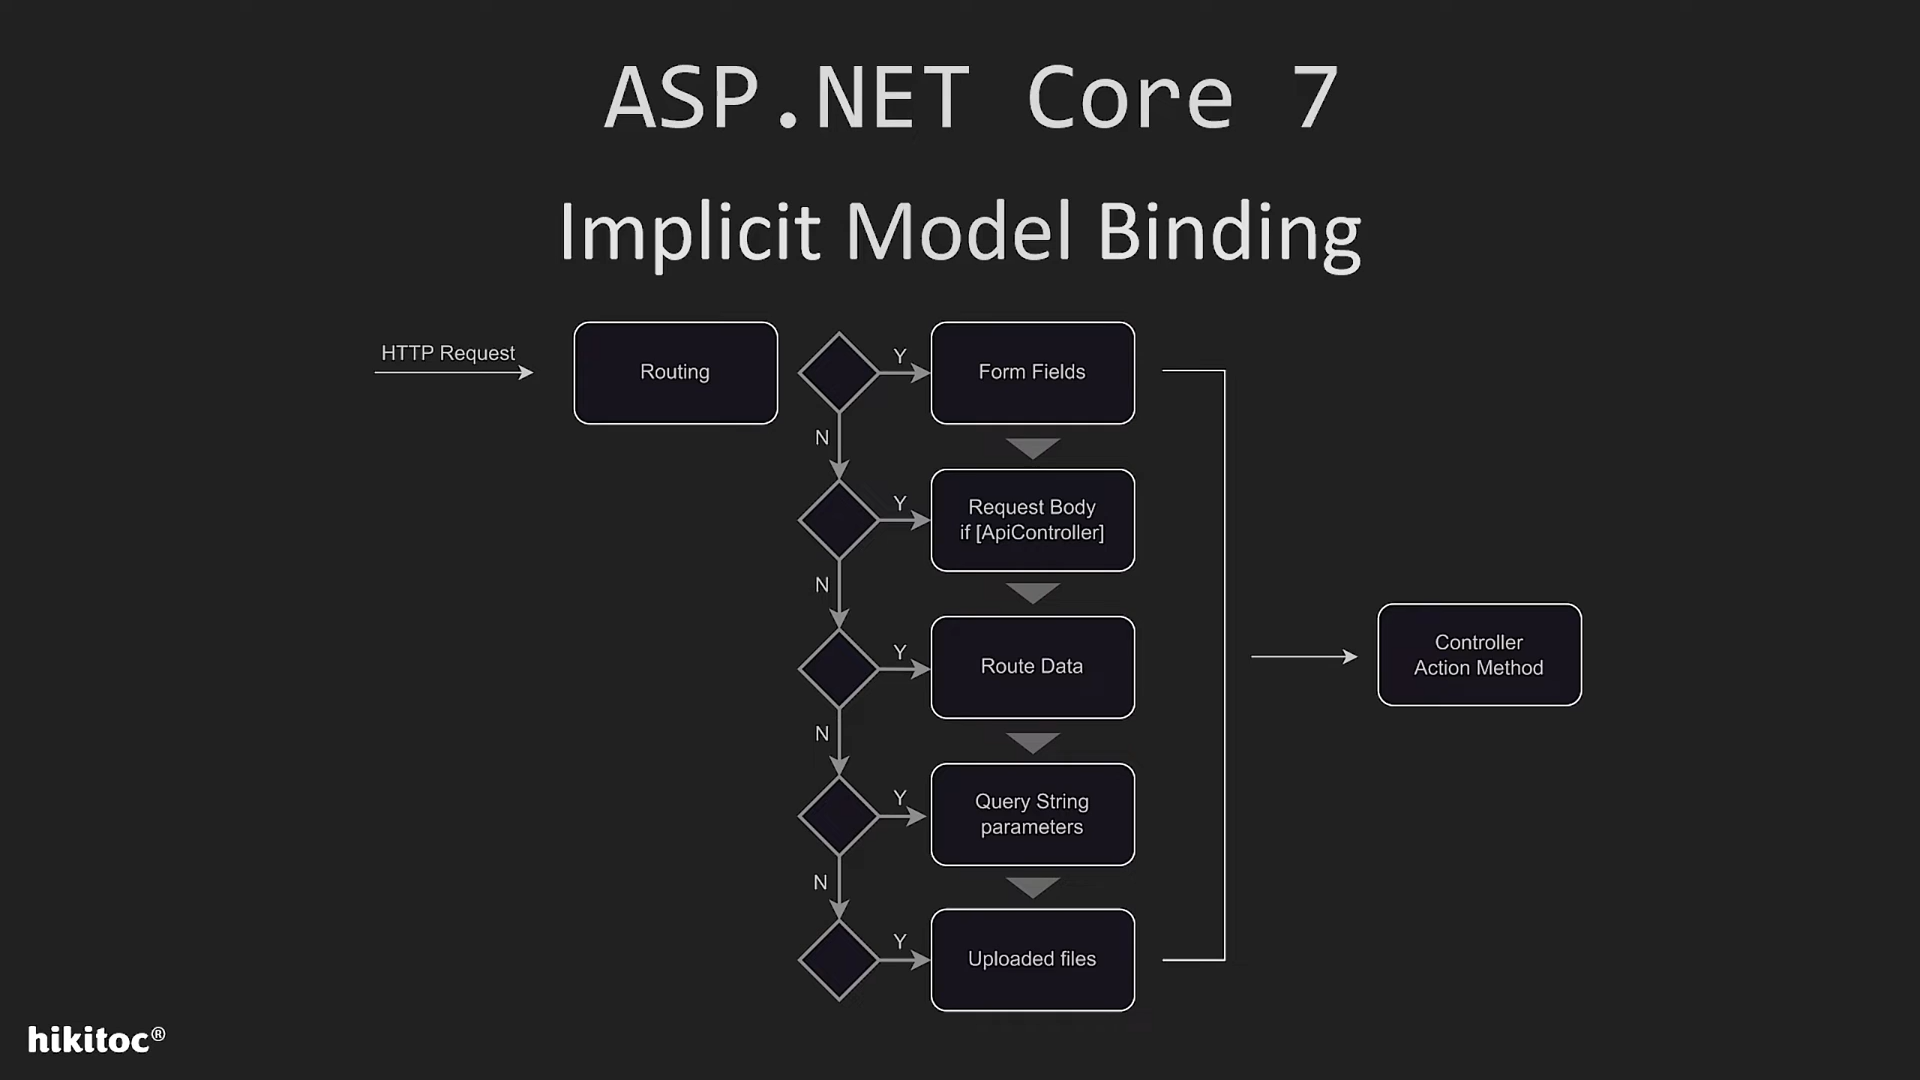 ASP.NET Core 7
Implicit Model Binding
HTTP Request
Routing
Y
Form Fields
N
Y
Request Body
if [ApiController]
N
Y
Route Data
N
Y
Query String
parameters
N
Y
Uploaded files
Controller
Action Method
hikitoc®